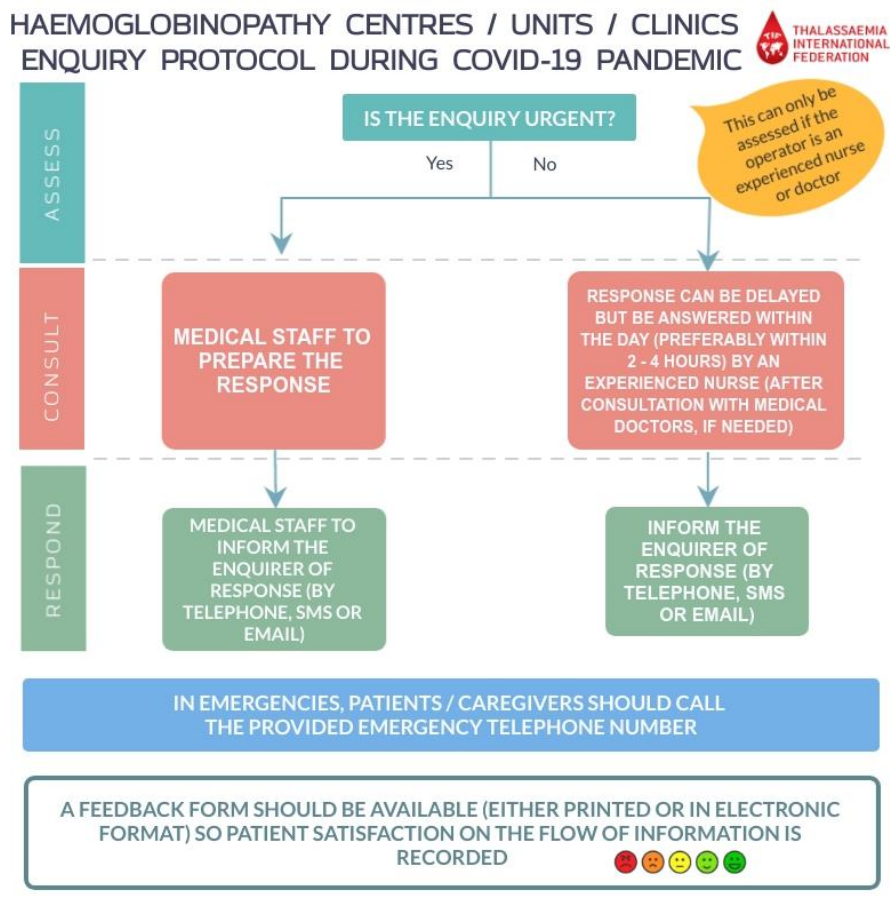 HAEMOGLOBINOPATHY CENTRES / UNITS / CLINICS
ENQUIRY PROTOCOL DURING COVID-19 PANDEMIC
TIF
THALASSAEMIA
INTERNATIONAL
FEDERATION
ASSESS
IS THE ENQUIRY URGENT?
Yes
No
This can only be
assessed if the
operator is an
experienced nurse
or doctor
CONSULT
MEDICAL STAFF TO
PREPARE THE
RESPONSE
RESPONSE CAN BE DELAYED
BUT BE ANSWERED WITHIN
THE DAY (PREFERABLY WITHIN
2 - 4 HOURS) BY AN
EXPERIENCED NURSE (AFTER
CONSULTATION WITH MEDICAL
DOCTORS, IF NEEDED)
RESPOND
MEDICAL STAFF TO
INFORM THE
ENQUIRER OF
RESPONSE (BY
TELEPHONE, SMS OR
EMAIL)
INFORM THE
ENQUIRER OF
RESPONSE (BY
TELEPHONE, SMS
OR EMAIL)
IN EMERGENCIES, PATIENTS / CAREGIVERS SHOULD CALL
THE PROVIDED EMERGENCY TELEPHONE NUMBER
A FEEDBACK FORM SHOULD BE AVAILABLE (EITHER PRINTED OR IN ELECTRONIC
FORMAT) SO PATIENT SATISFACTION ON THE FLOW OF INFORMATION IS
RECORDED